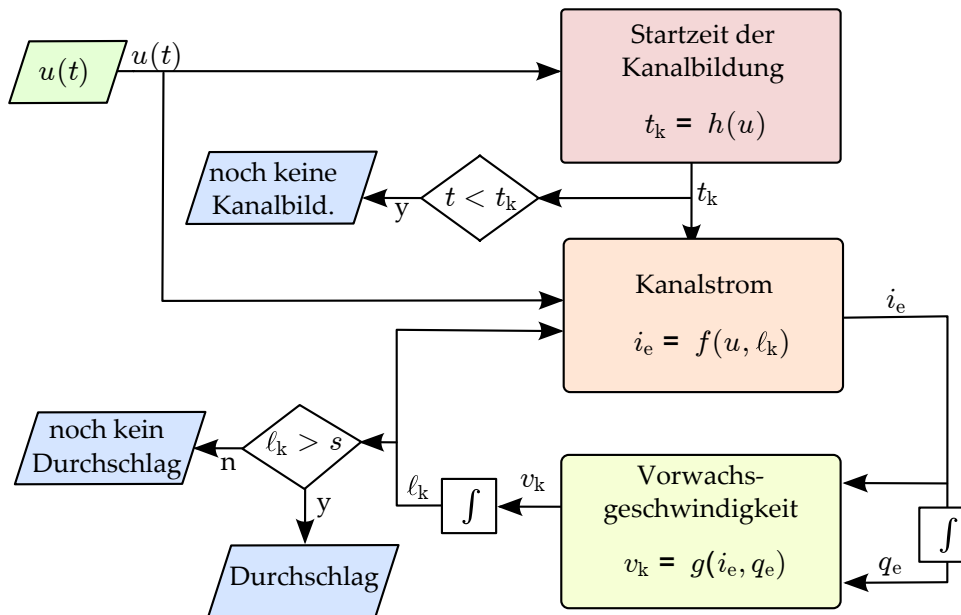 u(t)
u(t)
Startzeit der
Kanalbildung
t_k = h(u)
noch keine
Kanalbild.
y
t < t_k
t_k
Kanalstrom
i_e = f(u, ℓ_k)
i_e
noch kein
Durchschlag
n
ℓ_k > s
y
Durchschlag
ℓ_k
∫
v_k
Vorwachs-
geschwindigkeit
v_k = g(i_e, q_e)
∫
q_e